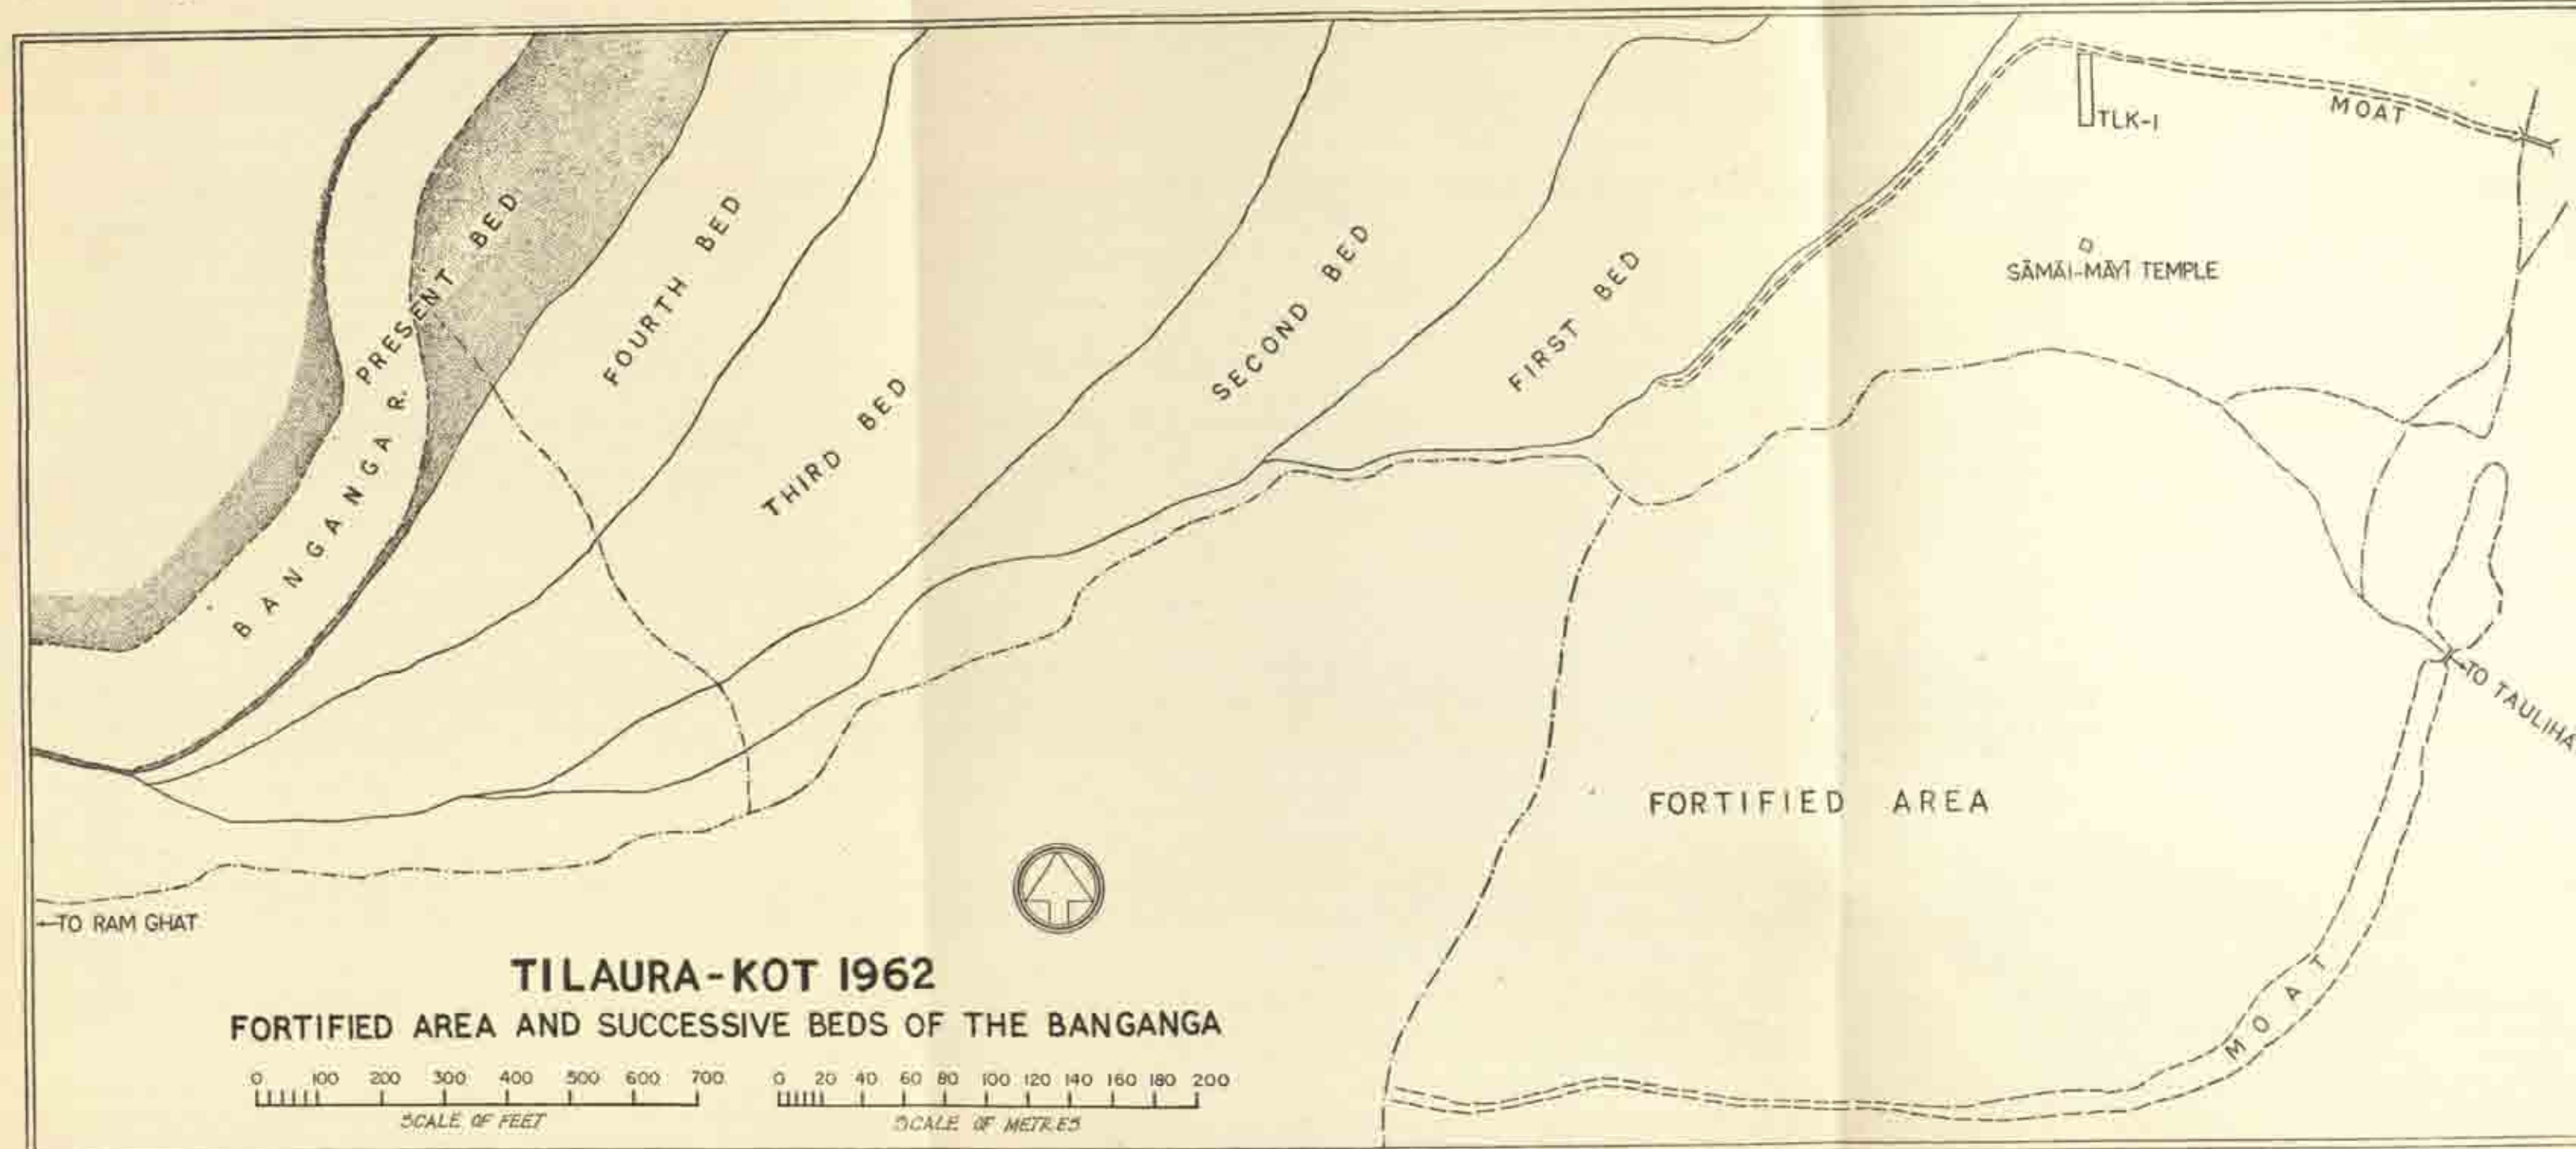 MOAT
TLK-1
SĀMĀI-MĀYĪ TEMPLE
PRESENT BED
BANGANGA R.
FOURTH BED
THIRD BED
SECOND BED
FIRST BED
TO TAULIHA
FORTIFIED AREA
MOAT
←TO RAM GHAT
TILAURA-KOT 1962
FORTIFIED AREA AND SUCCESSIVE BEDS OF THE BANGANGA
0 100 200 300 400 500 600 700
SCALE OF FEET
0 20 40 60 80 100 120 140 160 180 200
SCALE OF METRES